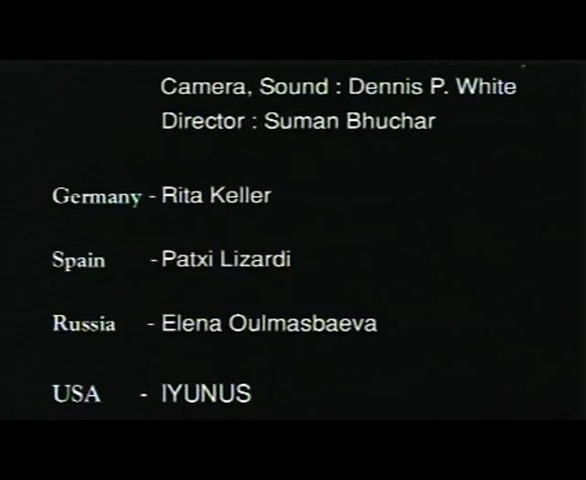 Camera, Sound : Dennis P. White
Director : Suman Bhuchar
Germany - Rita Keller
Spain - Patxi Lizardi
Russia - Elena Oulmasbaeva
USA - IYUNUS